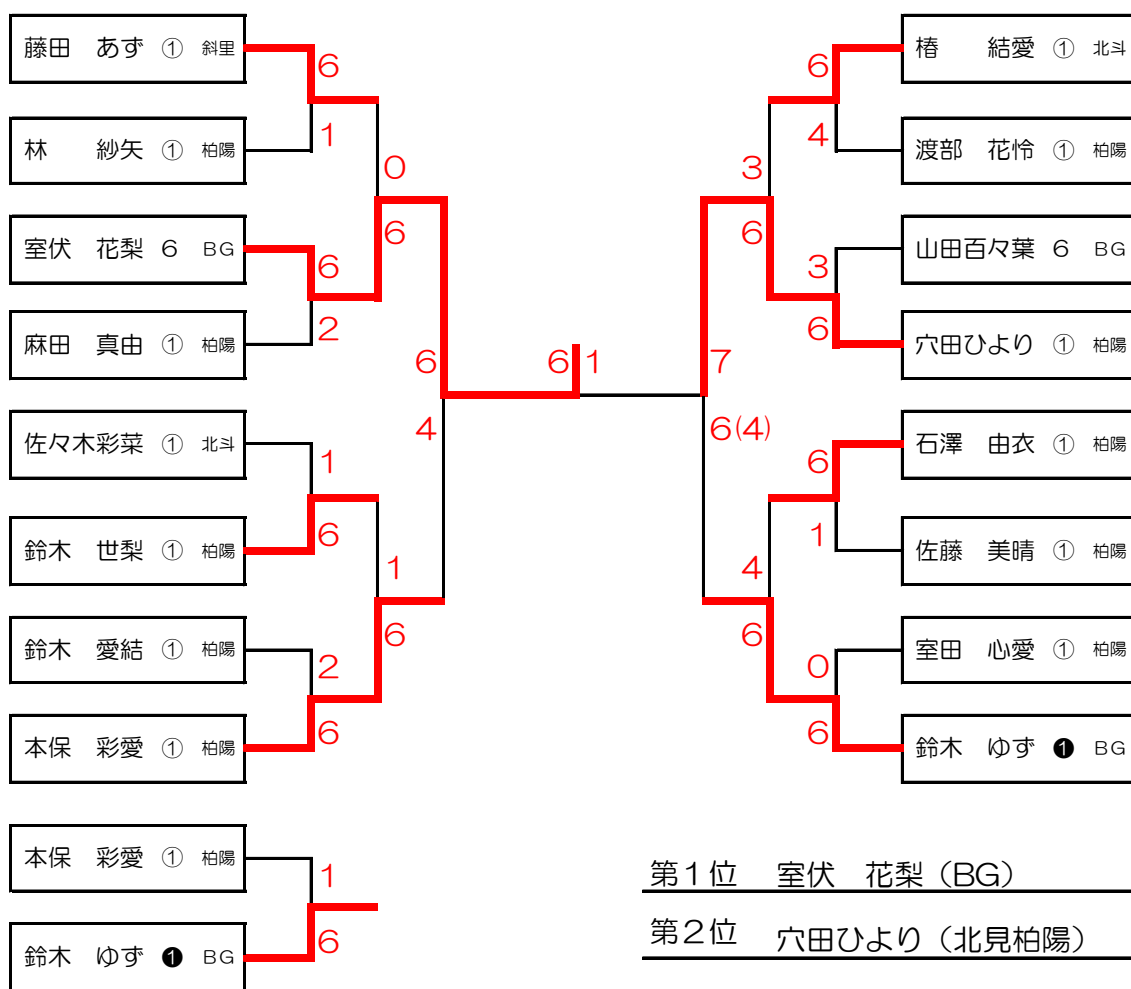 藤田　あず ① 斜里
6
1
林　　紗矢 ① 柏陽
0
6
室伏　花梨 6 BG
6
2
麻田　真由 ① 柏陽
6
4
佐々木彩菜 ① 北斗
1
6
鈴木　世梨 ① 柏陽
1
6
鈴木　愛結 ① 柏陽
2
6
本保　彩愛 ① 柏陽
6 1
椿　　結愛 ① 北斗
6
4
渡部　花怜 ① 柏陽
3
6
山田百々葉 6 BG
3
6
穴田ひより ① 柏陽
7
6(4)
石澤　由衣 ① 柏陽
6
1
佐藤　美晴 ① 柏陽
4
6
室田　心愛 ① 柏陽
0
6
鈴木　ゆず ❶ BG
本保　彩愛 ① 柏陽
1
6
鈴木　ゆず ❶ BG
第1位　室伏　花梨（BG）
第2位　穴田ひより（北見柏陽）